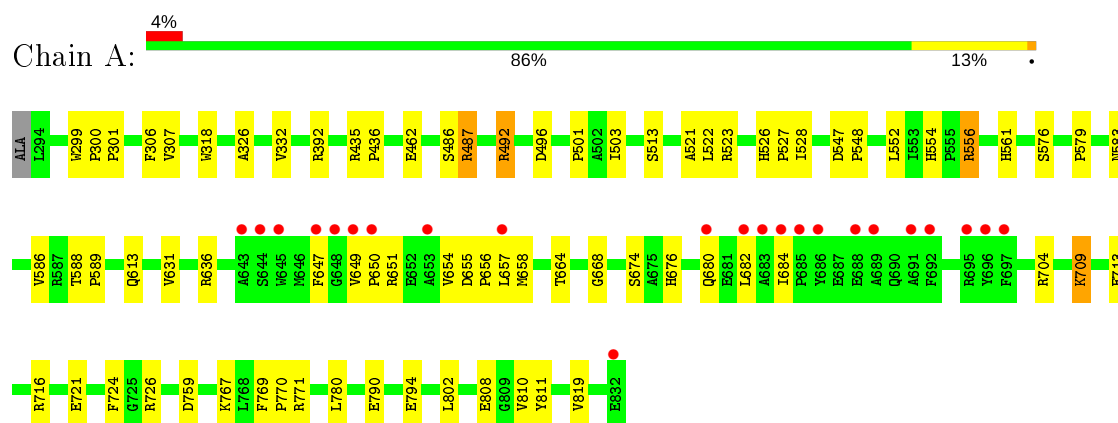 4%
Chain A:
86% 13% •
ALA L294 W299 P300 P301 F306 V307 W318 A326 V332 R392 R435 P436 E462 S486 R487 R492 D496 P501 A502 I503 S513 A521 L522 R523 H526 P527 I528 D547 P548 L552 I553 H554 P555 R556 H561 S576 P579
V586 R587 T588 P589 Q613 V631 R636 A643 S644 W645 M646 F647 G648 V649 P650 R651 E652 A653 V654 D655 P656 L657 M658 T664 G668 S674 A675 H676 Q680 E681 L682 A683 I684 P685 Y686 E687 E688 A689 Q690 A691 F692 R695 Y696 F697 R704 K709
R716 E721 F724 G725 R726 D759 K767 L768 F769 P770 R771 L780 E790 E794 L802 E808 G809 V810 Y811 V819 E832